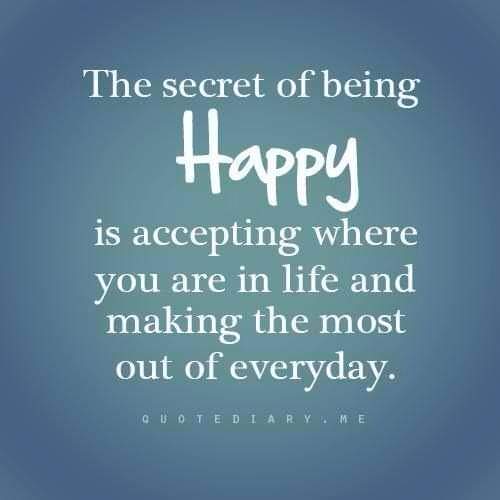 The secret of being
Happy
is accepting where
you are in life and
making the most
out of everyday.
QUOTEDIARY.ME